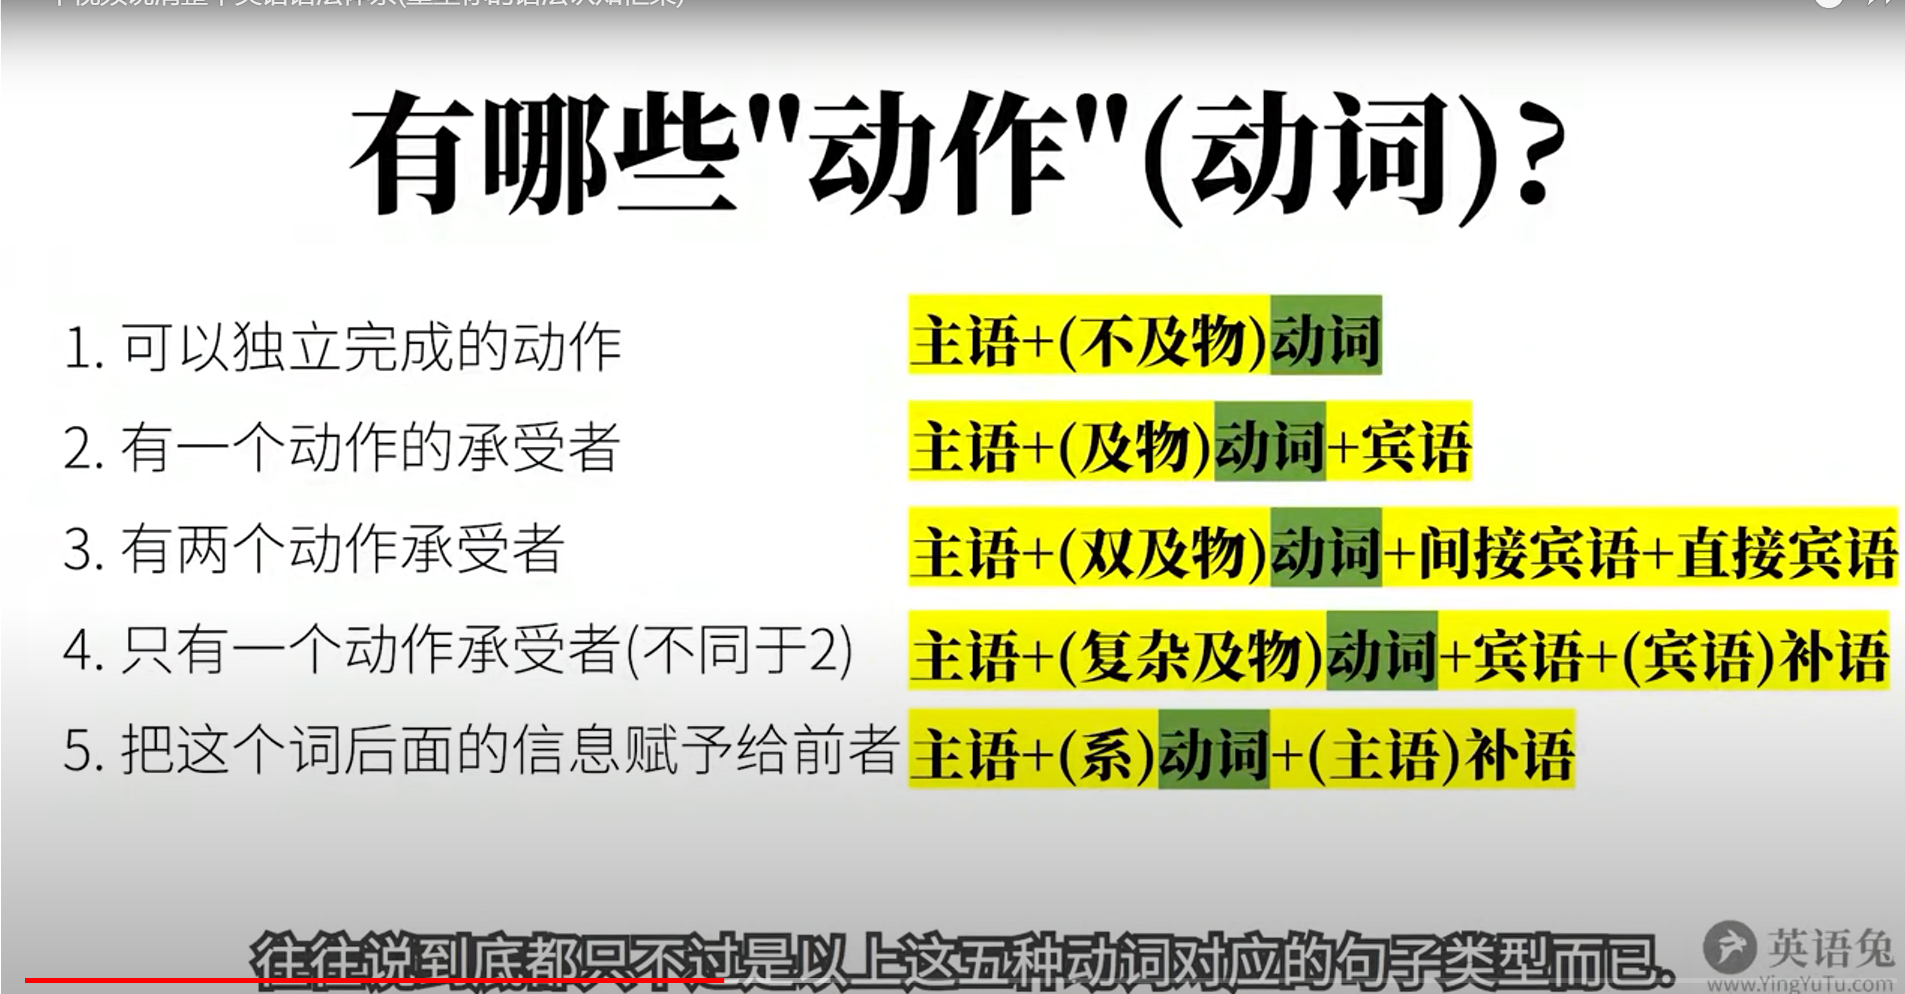 有哪些"动作"(动词)?
1. 可以独立完成的动作 主语+(不及物)动词
2. 有一个动作的承受者 主语+(及物)动词+宾语
3. 有两个动作承受者 主语+(双及物)动词+间接宾语+直接宾语
4. 只有一个动作承受者(不同于2) 主语+(复杂及物)动词+宾语+(宾语)补语
5. 把这个词后面的信息赋予给前者 主语+(系)动词+(主语)补语
往往说到底都只不过是以上这五种动词对应的句子类型而已.
英语兔
www.YingYuTu.com